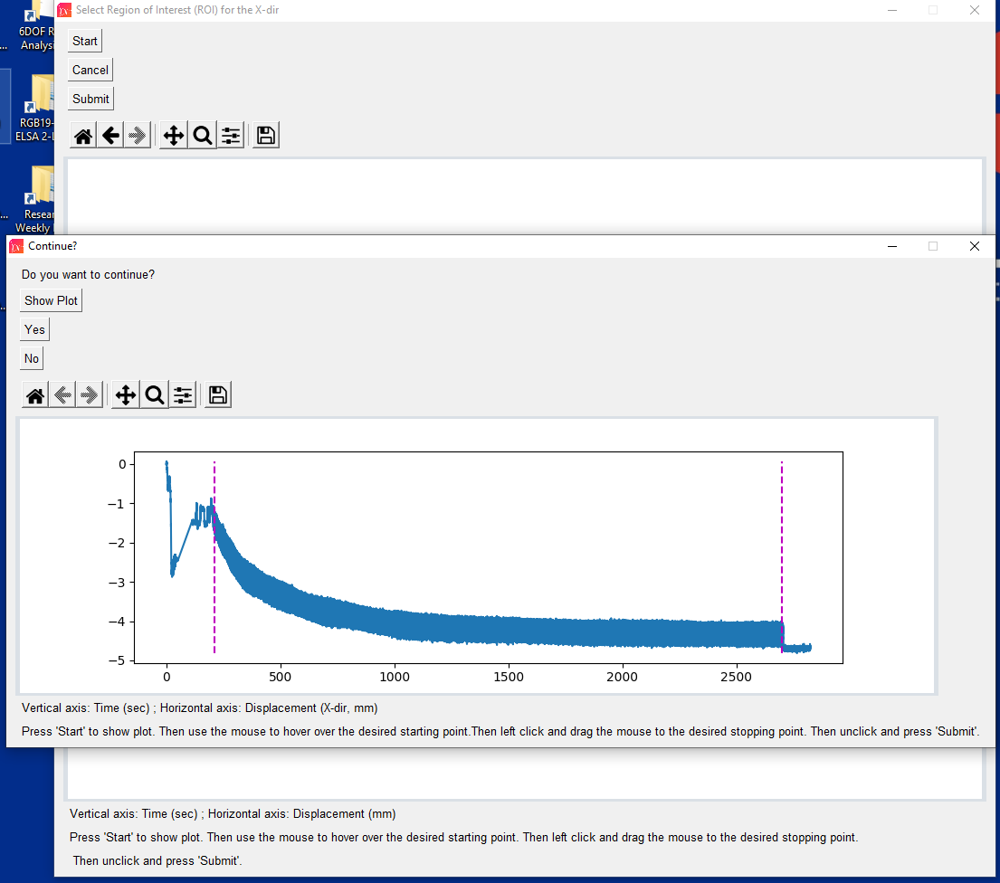 6DOF R
Analysi
...
RGB19-
ELSA 2-L
...
Resear
Weekly
...
Select Region of Interest (ROI) for the X-dir
Start
Cancel
Submit
Continue?
Do you want to continue?
Show Plot
Yes
No
0
−1
−2
−3
−4
−5
0 500 1000 1500 2000 2500
Vertical axis: Time (sec) ; Horizontal axis: Displacement (X-dir, mm)
Press 'Start' to show plot. Then use the mouse to hover over the desired starting point.Then left click and drag the mouse to the desired stopping point. Then unclick and press 'Submit'.
Vertical axis: Time (sec) ; Horizontal axis: Displacement (mm)
Press 'Start' to show plot. Then use the mouse to hover over the desired starting point. Then left click and drag the mouse to the desired stopping point.
Then unclick and press 'Submit'.